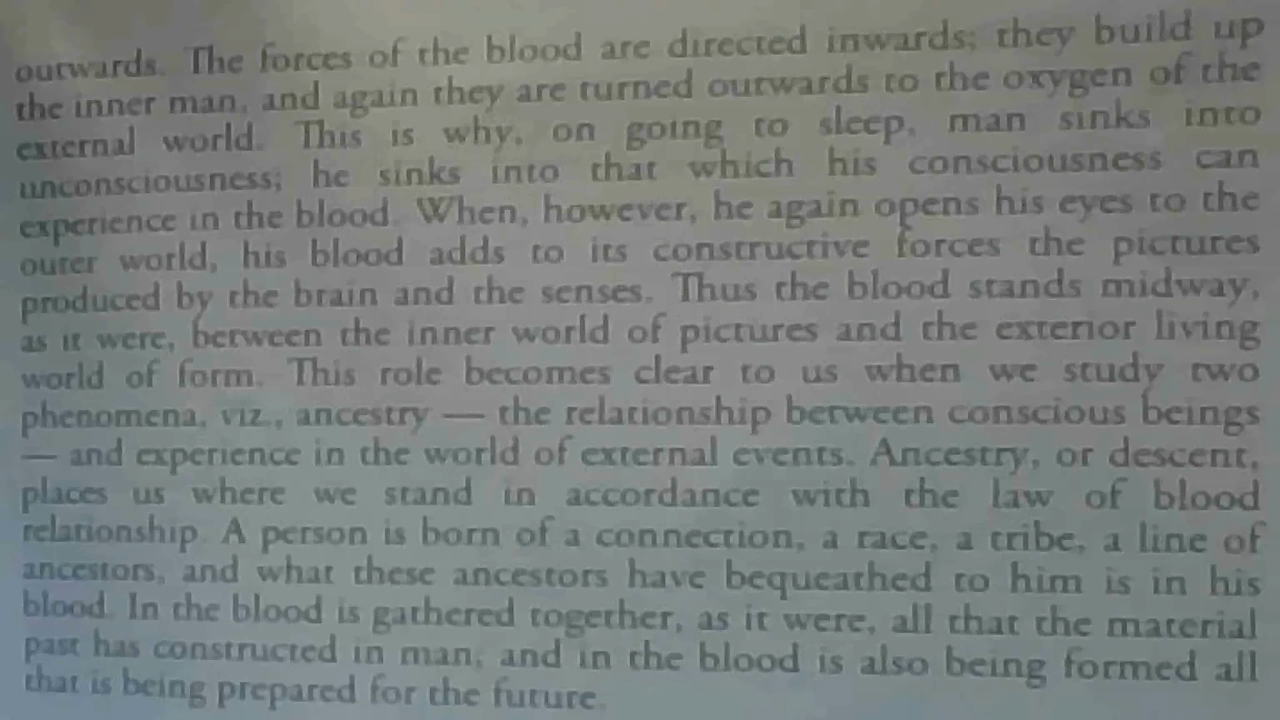 outwards. The forces of the blood are directed inwards; they build up
the inner man, and again they are turned outwards to the oxygen of the
external world. This is why, on going to sleep, man sinks into
unconsciousness; he sinks into that which his consciousness can
experience in the blood. When, however, he again opens his eyes to the
outer world, his blood adds to its constructive forces the pictures
produced by the brain and the senses. Thus the blood stands midway,
as it were, between the inner world of pictures and the exterior living
world of form. This role becomes clear to us when we study two
phenomena, viz., ancestry — the relationship between conscious beings
— and experience in the world of external events. Ancestry, or descent,
places us where we stand in accordance with the law of blood
relationship. A person is born of a connection, a race, a tribe, a line of
ancestors, and what these ancestors have bequeathed to him is in his
blood. In the blood is gathered together, as it were, all that the material
past has constructed in man; and in the blood is also being formed all
that is being prepared for the future.